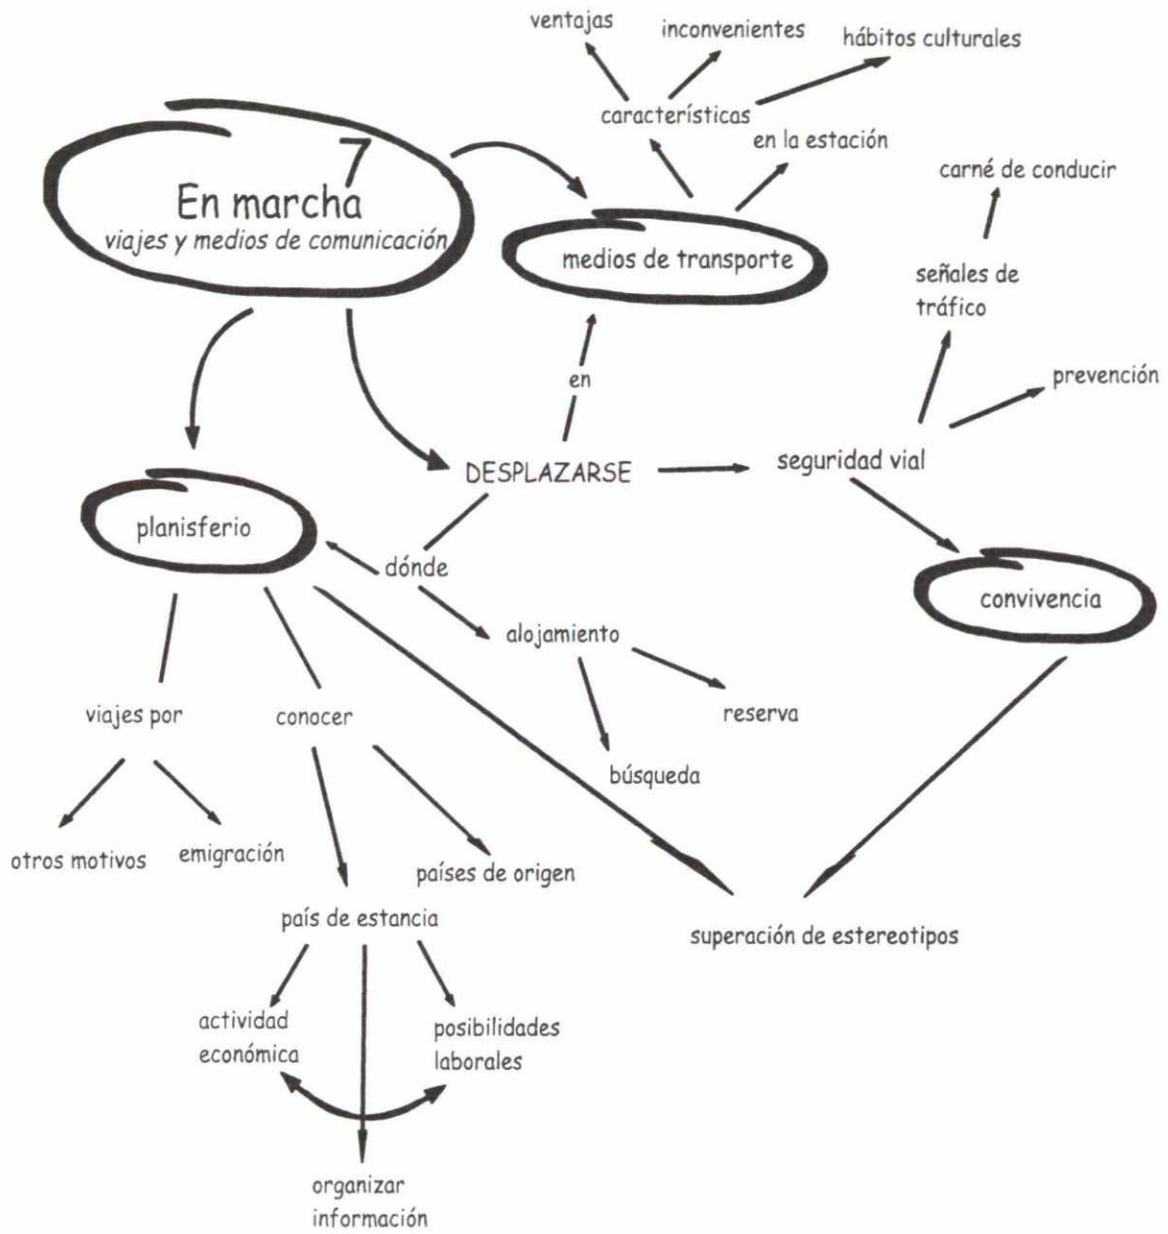 ventajas
inconvenientes
hábitos culturales
características
en la estación
carné de conducir
7
En marcha
viajes y medios de comunicación
medios de transporte
señales de
tráfico
en
prevención
DESPLAZARSE
seguridad vial
planisferio
dónde
convivencia
alojamiento
viajes por
conocer
reserva
búsqueda
otros motivos
emigración
países de origen
país de estancia
superación de estereotipos
actividad
económica
posibilidades
laborales
organizar
información